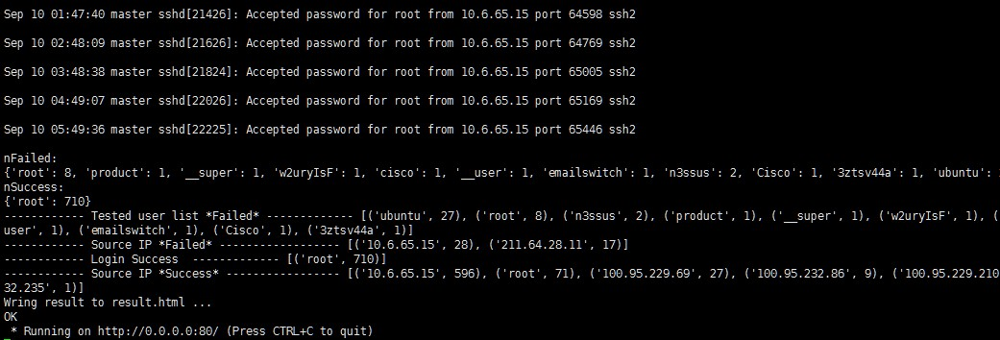 Sep 10 01:47:40 master sshd[21426]: Accepted password for root from 10.6.65.15 port 64598 ssh2
Sep 10 02:48:09 master sshd[21626]: Accepted password for root from 10.6.65.15 port 64769 ssh2
Sep 10 03:48:38 master sshd[21824]: Accepted password for root from 10.6.65.15 port 65005 ssh2
Sep 10 04:49:07 master sshd[22026]: Accepted password for root from 10.6.65.15 port 65169 ssh2
Sep 10 05:49:36 master sshd[22225]: Accepted password for root from 10.6.65.15 port 65446 ssh2
nFailed:
{'root': 8, 'product': 1, '__super': 1, 'w2uryIsF': 1, 'cisco': 1, '__user': 1, 'emailswitch': 1, 'n3ssus': 2, 'Cisco': 1, '3ztsv44a': 1, 'ubuntu':
nSuccess:
{'root': 710}
------------ Tested user list *Failed* ------------- [('ubuntu', 27), ('root', 8), ('n3ssus', 2), ('product', 1), ('__super', 1), ('w2uryIsF', 1), (
user', 1), ('emailswitch', 1), ('Cisco', 1), ('3ztsv44a', 1)]
------------ Source IP *Failed* ------------------ [('10.6.65.15', 28), ('211.64.28.11', 17)]
------------ Login Success  ------------- [('root', 710)]
------------ Source IP *Success* ----------------- [('10.6.65.15', 596), ('root', 71), ('100.95.229.69', 27), ('100.95.232.86', 9), ('100.95.229.210
32.235', 1)]
Wring result to result.html ...
OK
 * Running on http://0.0.0.0:80/ (Press CTRL+C to quit)